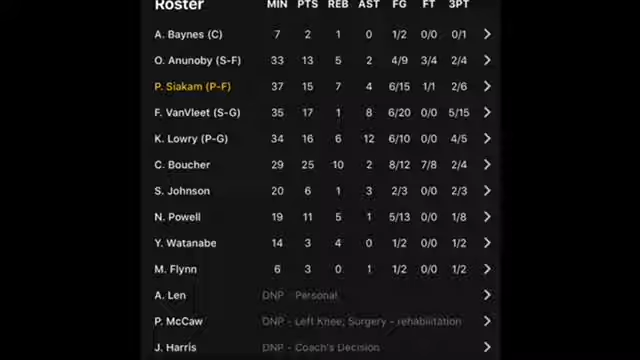 Roster MIN PTS REB AST FG FT 3PT
A. Baynes (C) 7 2 1 0 1/2 0/0 0/1
O. Anunoby (S-F) 33 13 5 2 4/9 3/4 2/4
P. Siakam (P-F) 37 15 7 4 6/15 1/1 2/6
F. VanVleet (S-G) 35 17 1 8 6/20 0/0 5/15
K. Lowry (P-G) 34 16 6 12 6/10 0/0 4/5
C. Boucher 29 25 10 2 8/12 7/8 2/4
S. Johnson 20 6 1 3 2/3 0/0 2/3
N. Powell 19 11 5 1 5/13 0/0 1/8
Y. Watanabe 14 3 4 0 1/2 0/0 1/2
M. Flynn 6 3 0 1 1/2 0/0 1/2
A. Len DNP - Personal
P. McCaw DNP - Left Knee, Surgery - rehabilitation
J. Harris DNP - Coach's Decision